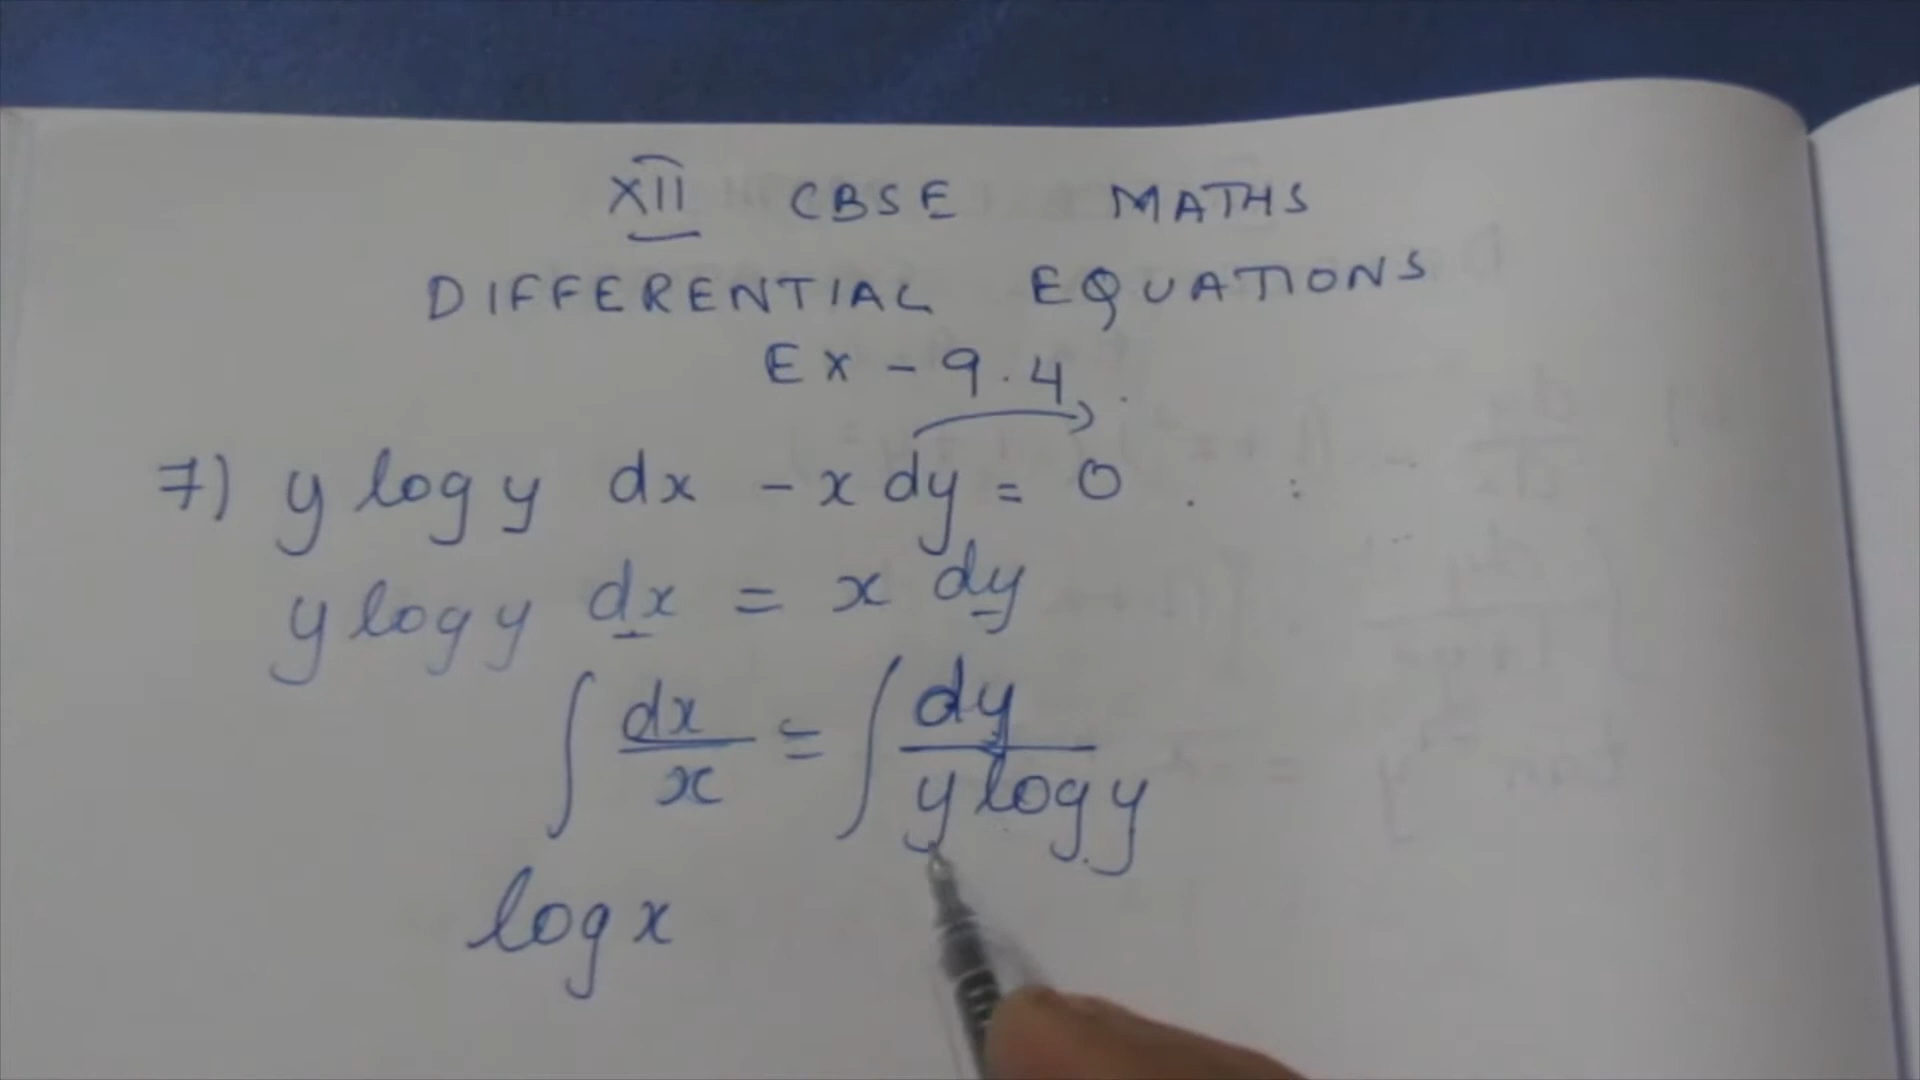 XII CBSE MATHS
DIFFERENTIAL EQUATIONS
EX - 9.4
7) y log y dx - x dy = 0.
y log y dx = x dy
∫ dx/x = ∫ dy/(y log y)
log x